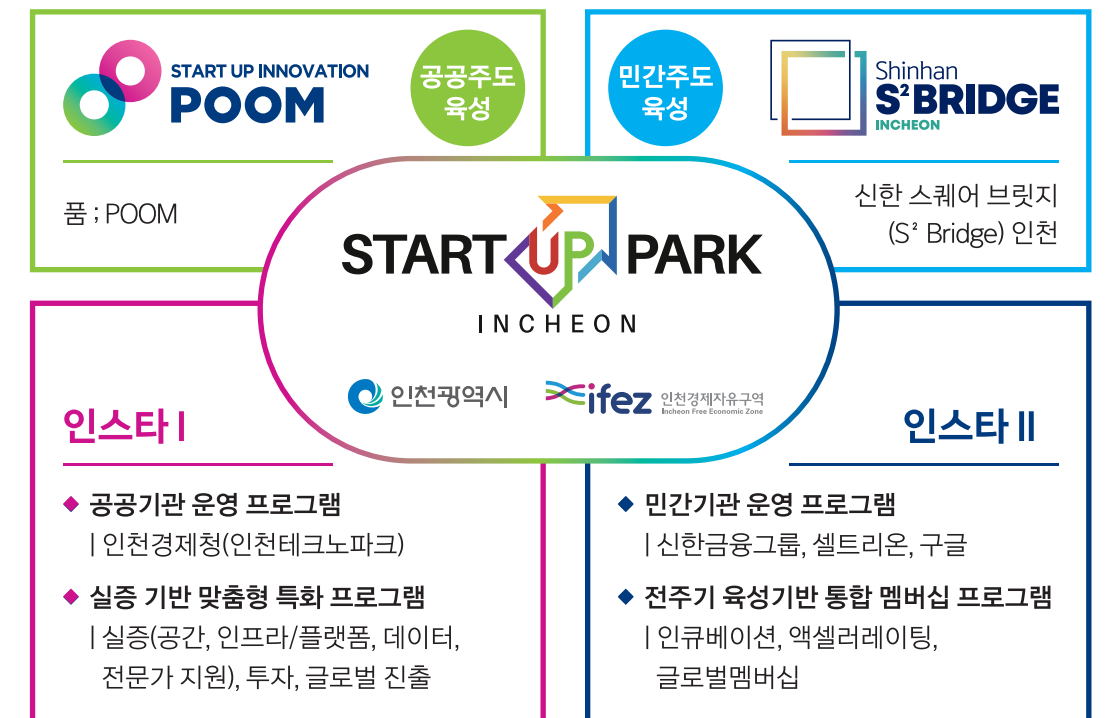 START UP INNOVATION
POOM
공공주도
육성
품 ; POOM
민간주도
육성
Shinhan
S² BRIDGE
INCHEON
신한 스퀘어 브릿지
(S² Bridge) 인천
START UP PARK
INCHEON
인천광역시
ifez 인천경제자유구역
Incheon Free Economic Zone
인스타 I
◆ 공공기관 운영 프로그램
| 인천경제청(인천테크노파크)
◆ 실증 기반 맞춤형 특화 프로그램
| 실증(공간, 인프라/플랫폼, 데이터,
전문가 지원), 투자, 글로벌 진출
인스타 II
◆ 민간기관 운영 프로그램
| 신한금융그룹, 셀트리온, 구글
◆ 전주기 육성기반 통합 멤버십 프로그램
| 인큐베이션, 액셀러레이팅,
글로벌멤버십